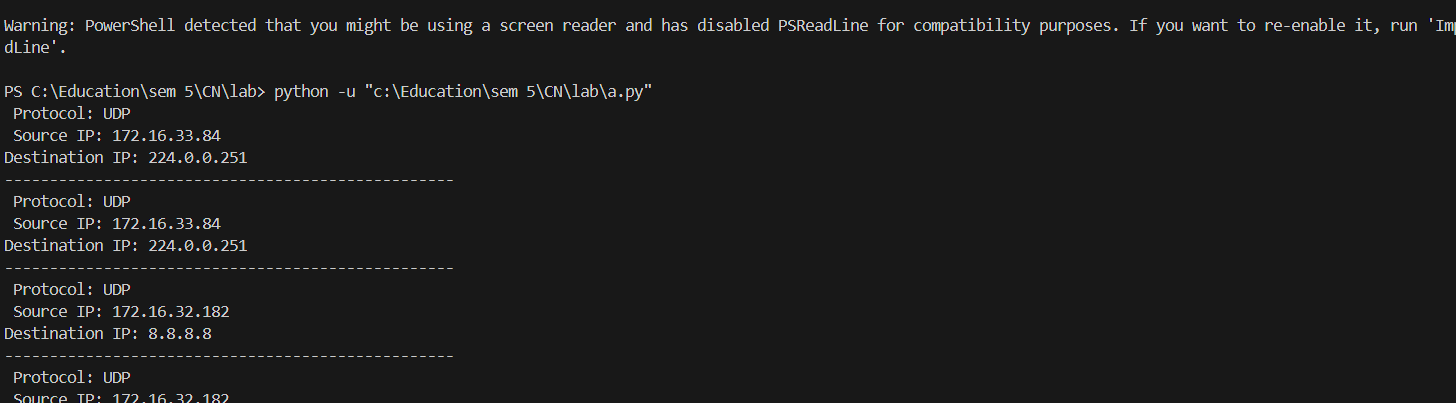 Warning: PowerShell detected that you might be using a screen reader and has disabled PSReadLine for compatibility purposes. If you want to re-enable it, run 'Imp
dLine'.
PS C:\Education\sem 5\CN\lab> python -u "c:\Education\sem 5\CN\lab\a.py"
Protocol: UDP
Source IP: 172.16.33.84
Destination IP: 224.0.0.251
--------------------------------------------------
Protocol: UDP
Source IP: 172.16.33.84
Destination IP: 224.0.0.251
--------------------------------------------------
Protocol: UDP
Source IP: 172.16.32.182
Destination IP: 8.8.8.8
--------------------------------------------------
Protocol: UDP
Source IP: 172.16.32.182